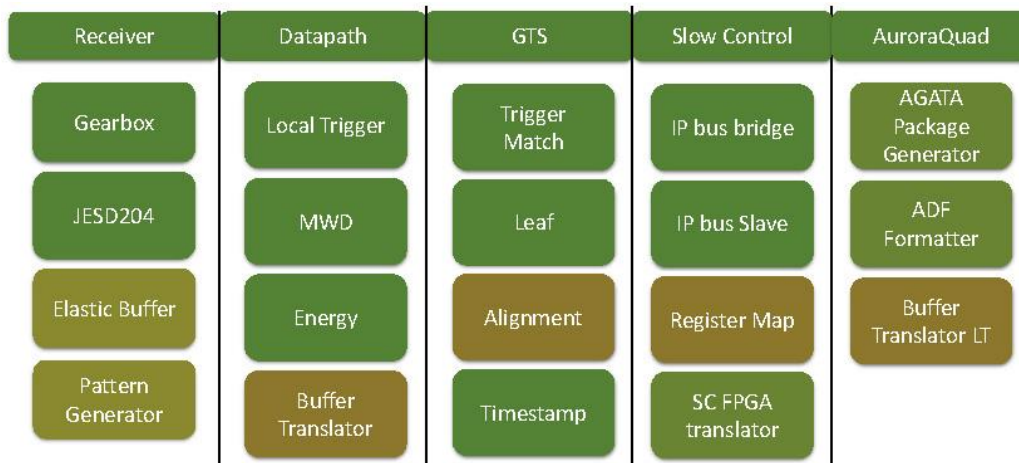 Receiver
Datapath
GTS
Slow Control
AuroraQuad
Gearbox
JESD204
Elastic Buffer
Pattern
Generator
Local Trigger
MWD
Energy
Buffer
Translator
Trigger
Match
Leaf
Alignment
Timestamp
IP bus bridge
IP bus Slave
Register Map
SC FPGA
translator
AGATA
Package
Generator
ADF
Formatter
Buffer
Translator LT